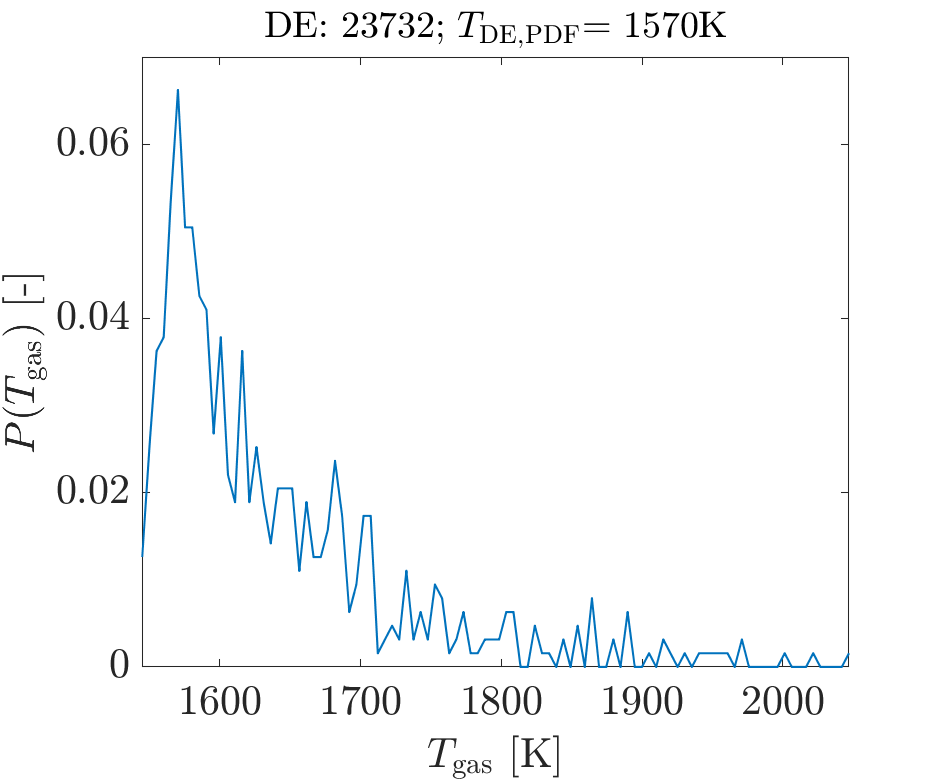 DE: 23732; T_DE,PDF= 1570K
0.06
0.04
0.02
0
P(T_gas) [-]
1600 1700 1800 1900 2000
T_gas [K]